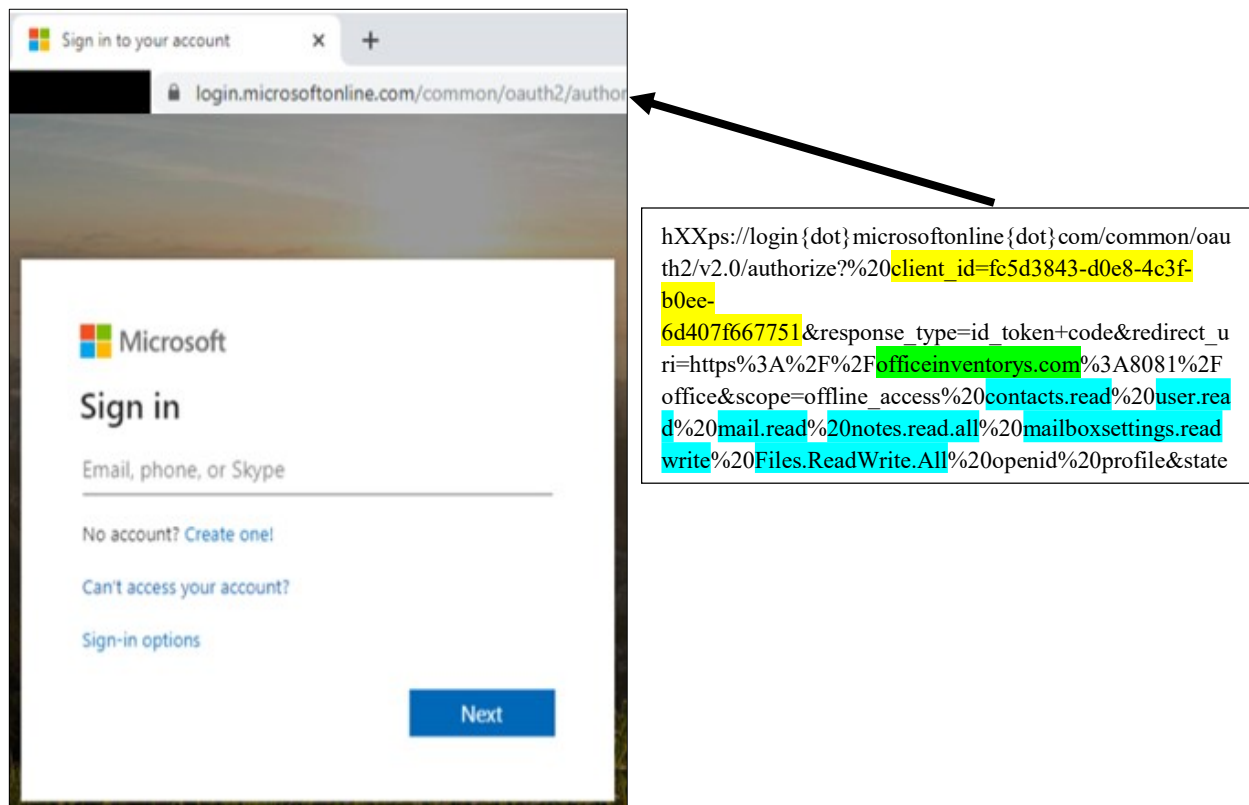 Sign in to your account
login.microsoftonline.com/common/oauth2/author
Microsoft
Sign in
Email, phone, or Skype
No account? Create one!
Can't access your account?
Sign-in options
Next
hXXps://login{dot}microsoftonline{dot}com/common/oau
th2/v2.0/authorize?%20client_id=fc5d3843-d0e8-4c3f-
b0ee-
6d407f667751&response_type=id_token+code&redirect_u
ri=https%3A%2F%2Fofficeinventorys.com%3A8081%2F
office&scope=offline_access%20contacts.read%20user.rea
d%20mail.read%20notes.read.all%20mailboxsettings.read
write%20Files.ReadWrite.All%20openid%20profile&state